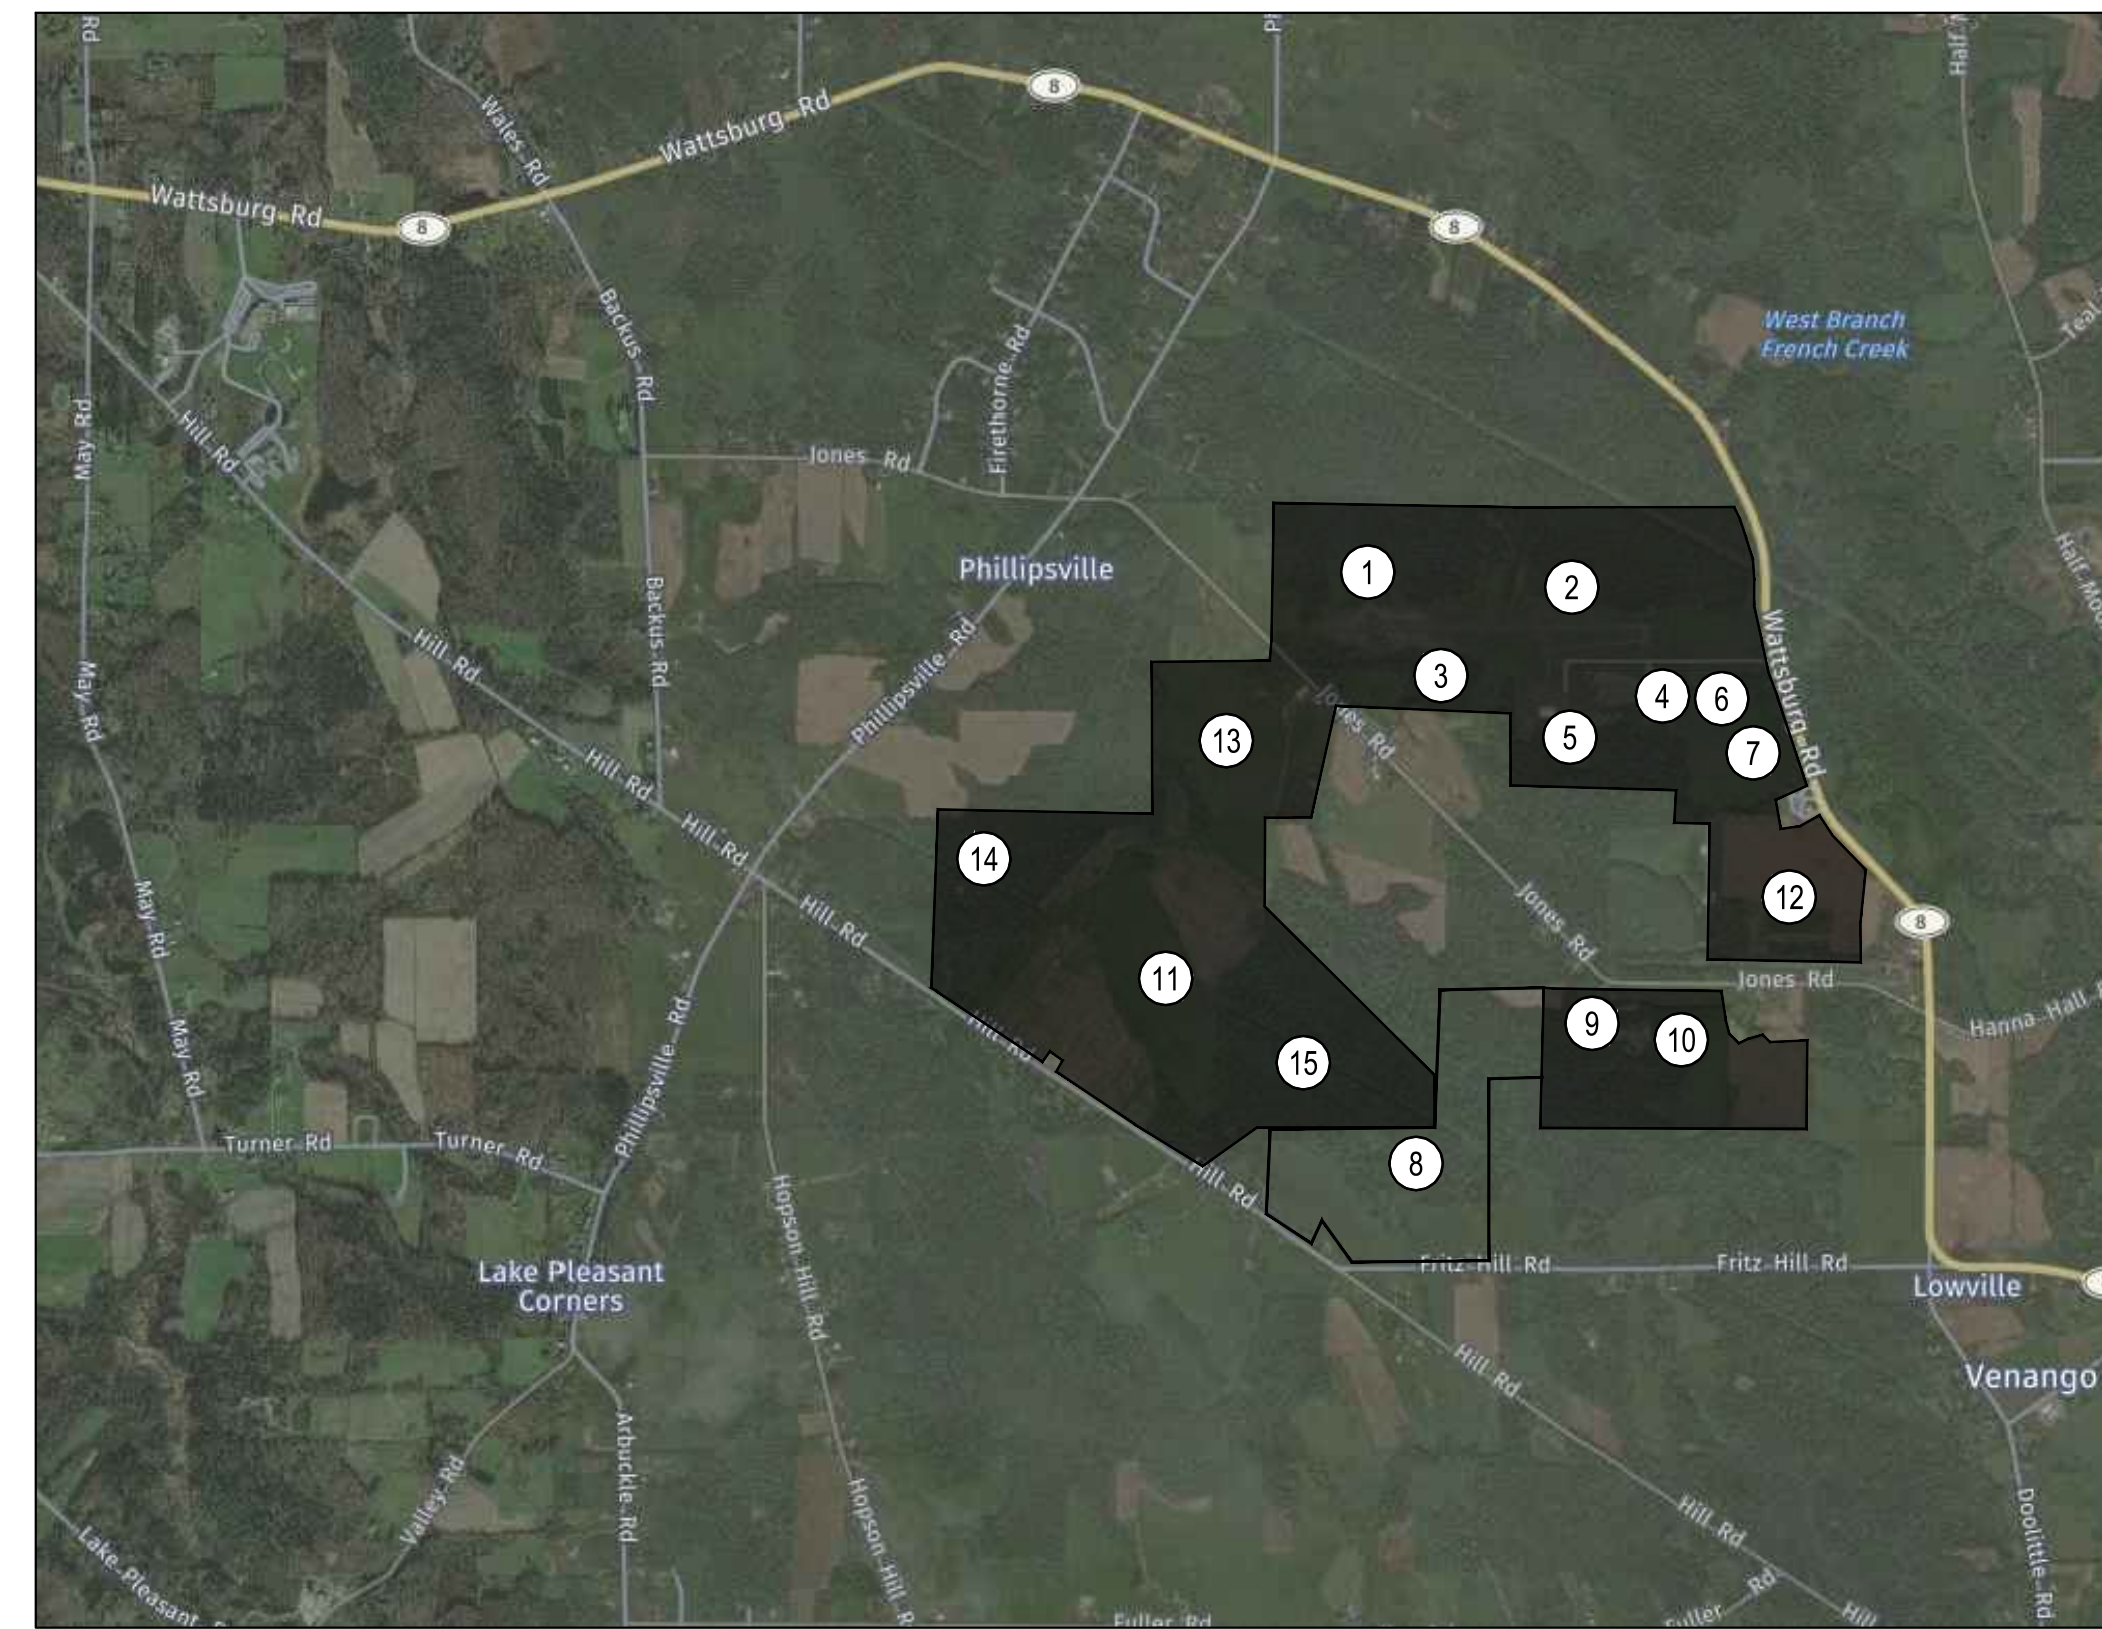 Rd
Half
8
Wales Rd
Wattsburg Rd
Wattsburg Rd
8
8
Backus Rd
West Branch
French Creek
Teal
Firethorne Rd
May Rd
Hill Rd
Jones Rd
Phillipsville
1
2
Half Moo
Backus Rd
Hill Rd
Phillipsville Rd
Wattsburg Rd
May Rd
3
4
6
Jones Rd
13
5
7
Hill Rd
Hill Rd
14
12
May Rd
Hill Rd
Jones Rd
8
11
Jones Rd
Hanna Hall
9
10
Hill Rd
15
May Rd
Phillipsville Rd
Turner Rd
Turner Rd
8
Hill Rd
Hopson Hill Rd
Fritz Hill Rd
Fritz Hill Rd
Lake Pleasant
Corners
Lowville
Hill Rd
Venango
Arbuckle Rd
Valley Rd
Hopson Hill R
Hill Rd
Doolittle Rd
Lake Pleasant
Fuller Rd
Fuller Rd
Hill